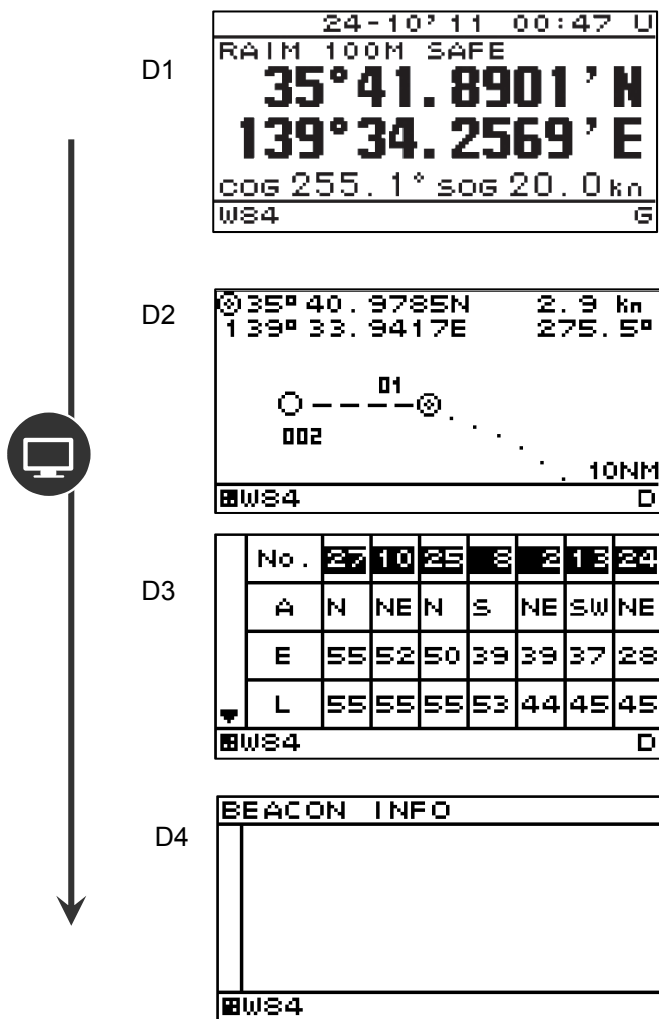 D1
24-10'11 00:47 U
RAIM 100M SAFE
35°41.8901'N
139°34.2569'E
COG 255.1° SOG 20.0kn
W84 G
D2
35°40.9785N 2.9 kn
139°33.9417E 275.5°
01
002
10NM
W84 D
D3
No. 27 10 25 8 2 13 24
A N NE N S NE SW NE
E 55 52 50 39 39 37 28
L 55 55 55 53 44 45 45
W84 D
D4
BEACON INFO
W84